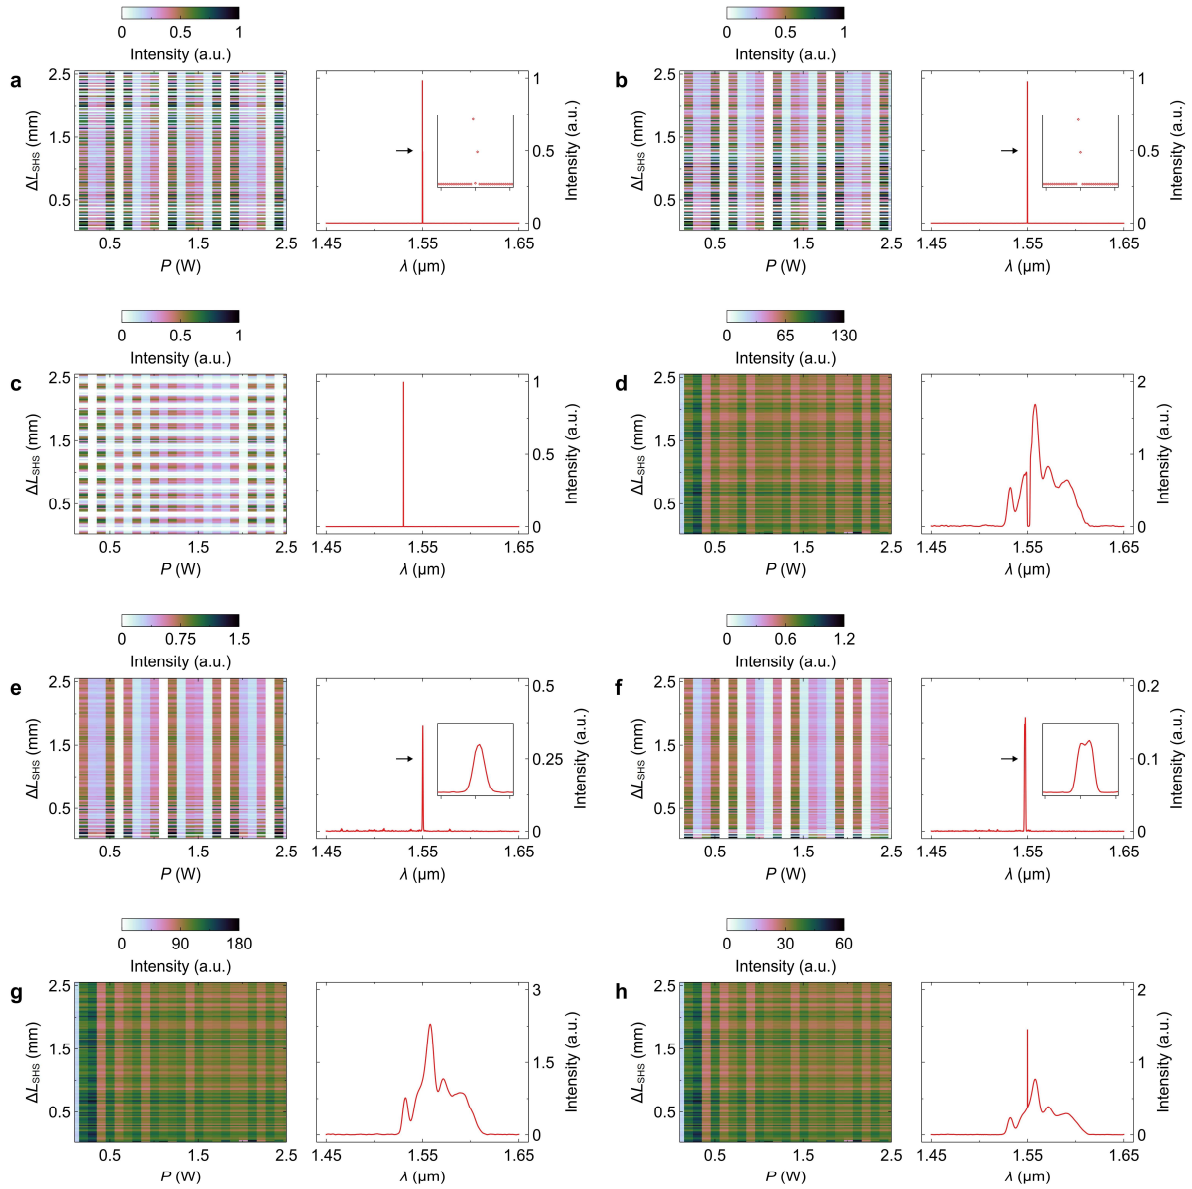 0 0.5 1
Intensity (a.u.)
a
ΔL_SHS (mm)
2.5
1.5
0.5
0.5 1.5 2.5
P (W)
1
0.5
0
Intensity (a.u.)
1.45 1.55 1.65
λ (µm)
0 0.5 1
Intensity (a.u.)
b
ΔL_SHS (mm)
2.5
1.5
0.5
0.5 1.5 2.5
P (W)
1
0.5
0
Intensity (a.u.)
1.45 1.55 1.65
λ (µm)
0 0.5 1
Intensity (a.u.)
c
ΔL_SHS (mm)
2.5
1.5
0.5
0.5 1.5 2.5
P (W)
1
0.5
0
Intensity (a.u.)
1.45 1.55 1.65
λ (µm)
0 65 130
Intensity (a.u.)
d
ΔL_SHS (mm)
2.5
1.5
0.5
0.5 1.5 2.5
P (W)
2
1
0
Intensity (a.u.)
1.45 1.55 1.65
λ (µm)
0 0.75 1.5
Intensity (a.u.)
e
ΔL_SHS (mm)
2.5
1.5
0.5
0.5 1.5 2.5
P (W)
0.5
0.25
0
Intensity (a.u.)
1.45 1.55 1.65
λ (µm)
0 0.6 1.2
Intensity (a.u.)
f
ΔL_SHS (mm)
2.5
1.5
0.5
0.5 1.5 2.5
P (W)
0.2
0.1
0
Intensity (a.u.)
1.45 1.55 1.65
λ (µm)
0 90 180
Intensity (a.u.)
g
ΔL_SHS (mm)
2.5
1.5
0.5
0.5 1.5 2.5
P (W)
3
1.5
0
Intensity (a.u.)
1.45 1.55 1.65
λ (µm)
0 30 60
Intensity (a.u.)
h
ΔL_SHS (mm)
2.5
1.5
0.5
0.5 1.5 2.5
P (W)
2
1
0
Intensity (a.u.)
1.45 1.55 1.65
λ (µm)